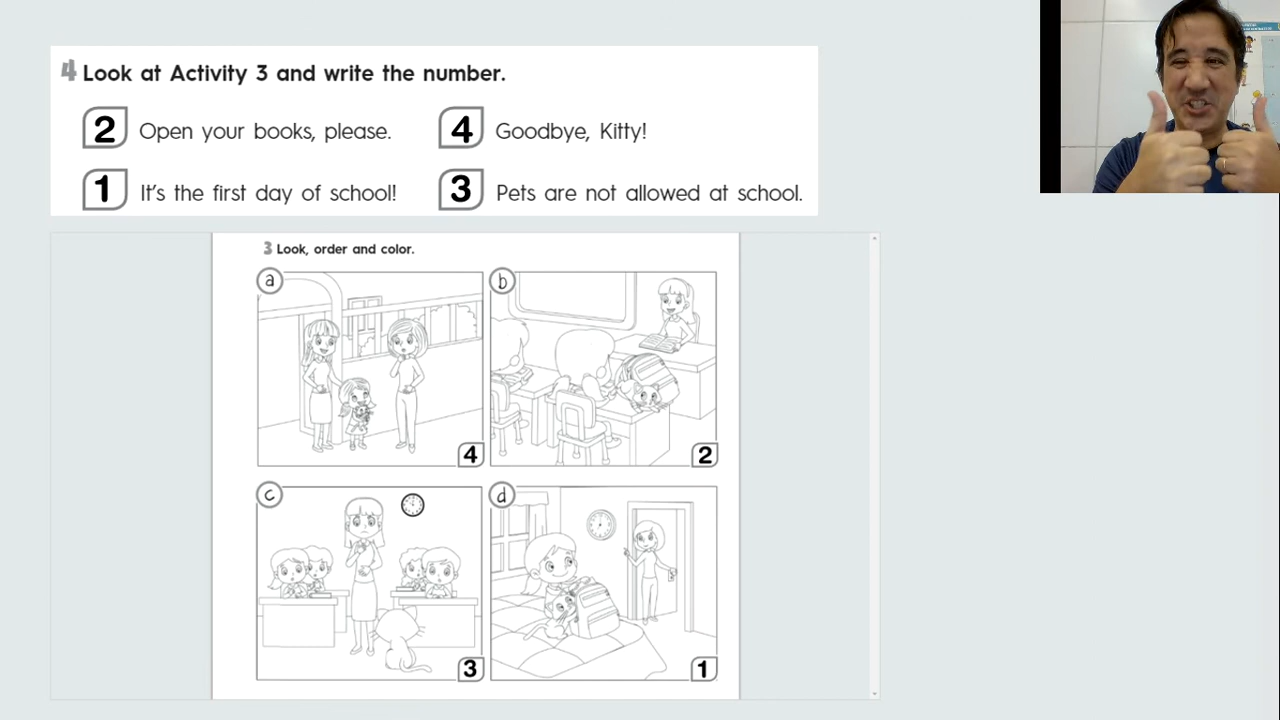 4 Look at Activity 3 and write the number.
2 Open your books, please.
4 Goodbye, Kitty!
1 It's the first day of school!
3 Pets are not allowed at school.
3 Look, order and color.
a
b
4
2
c
d
3
1